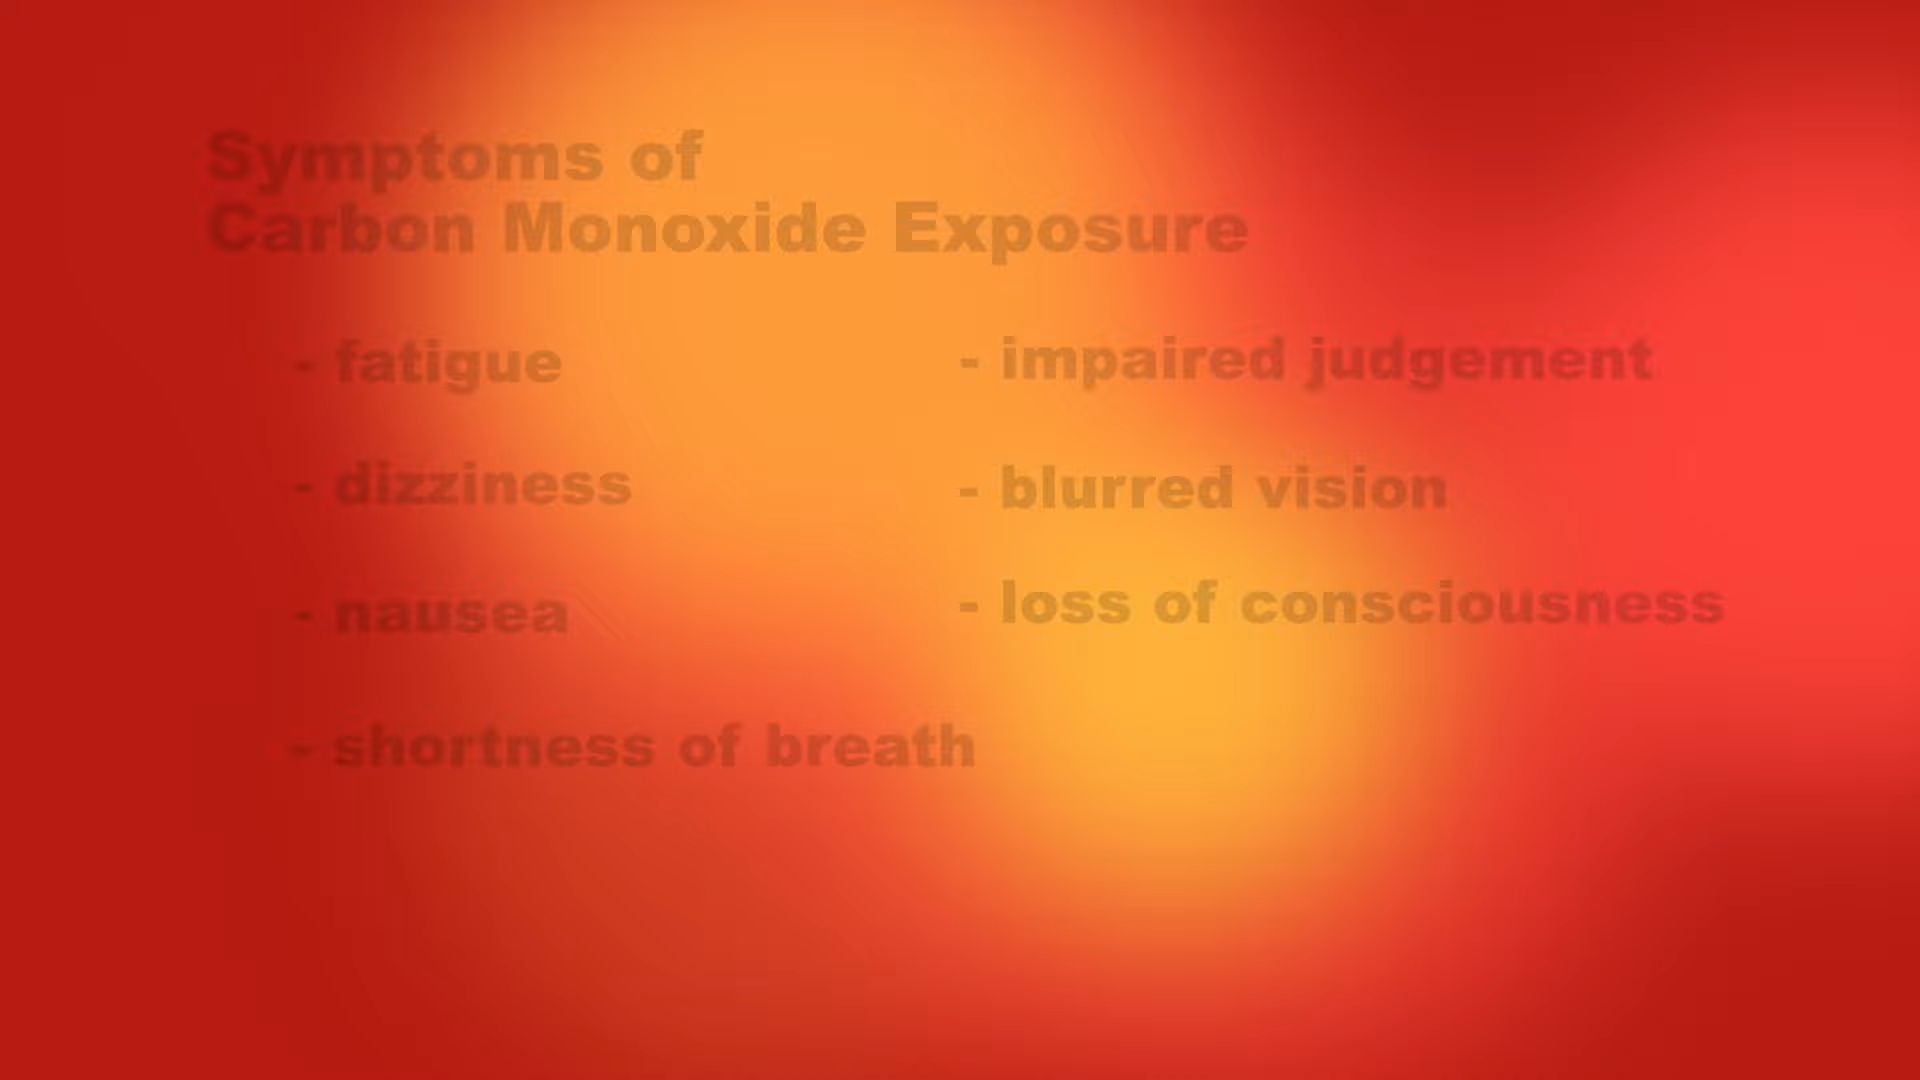 Symptoms of
Carbon Monoxide Exposure
- fatigue
- dizziness
- nausea
- shortness of breath
- impaired judgement
- blurred vision
- loss of consciousness